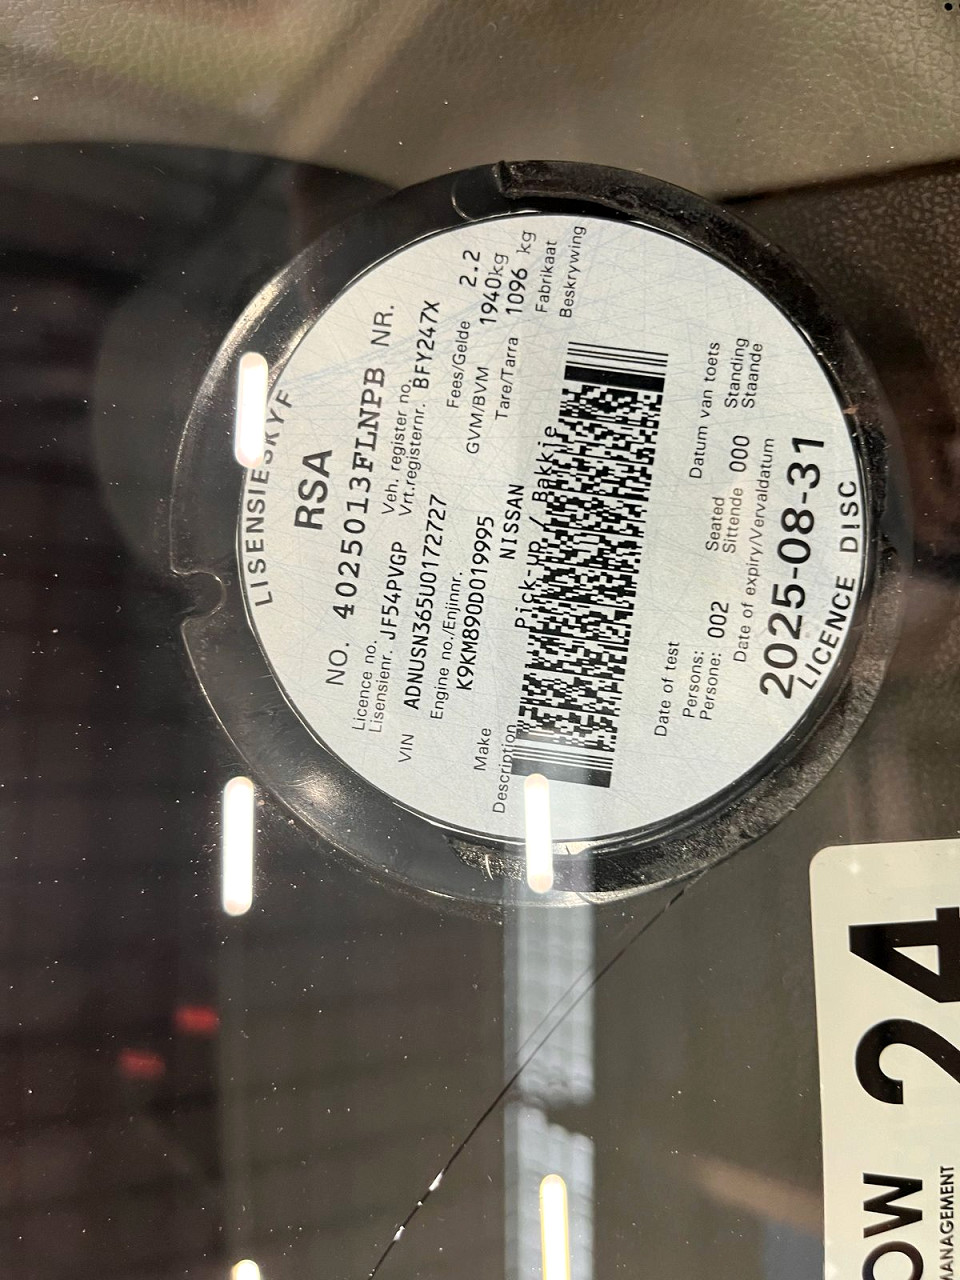 LISENSIESKYF
RSA
NO. 4025013FLNPB NR.
Licence no.
Lisensienr. JF54PVGP
Veh. register no.
Vrt.registernr. BFY247X
VIN ADNUSN365U0172727
Fees/Gelde 2.2
Engine no./Enjinnr.
K9KM890D019995
GVM/BVM 1940kg
Tare/Tarra 1096 kg
Make NISSAN Fabrikaat
Description Pick-up / Bakkie Beskrywing
Date of test Datum van toets
Persons: Seated Standing
Persone: 002 Sittende 000 Staande
Date of expiry/Vervaldatum
2025-08-31
LICENCE DISC
OW 24
MANAGEMENT